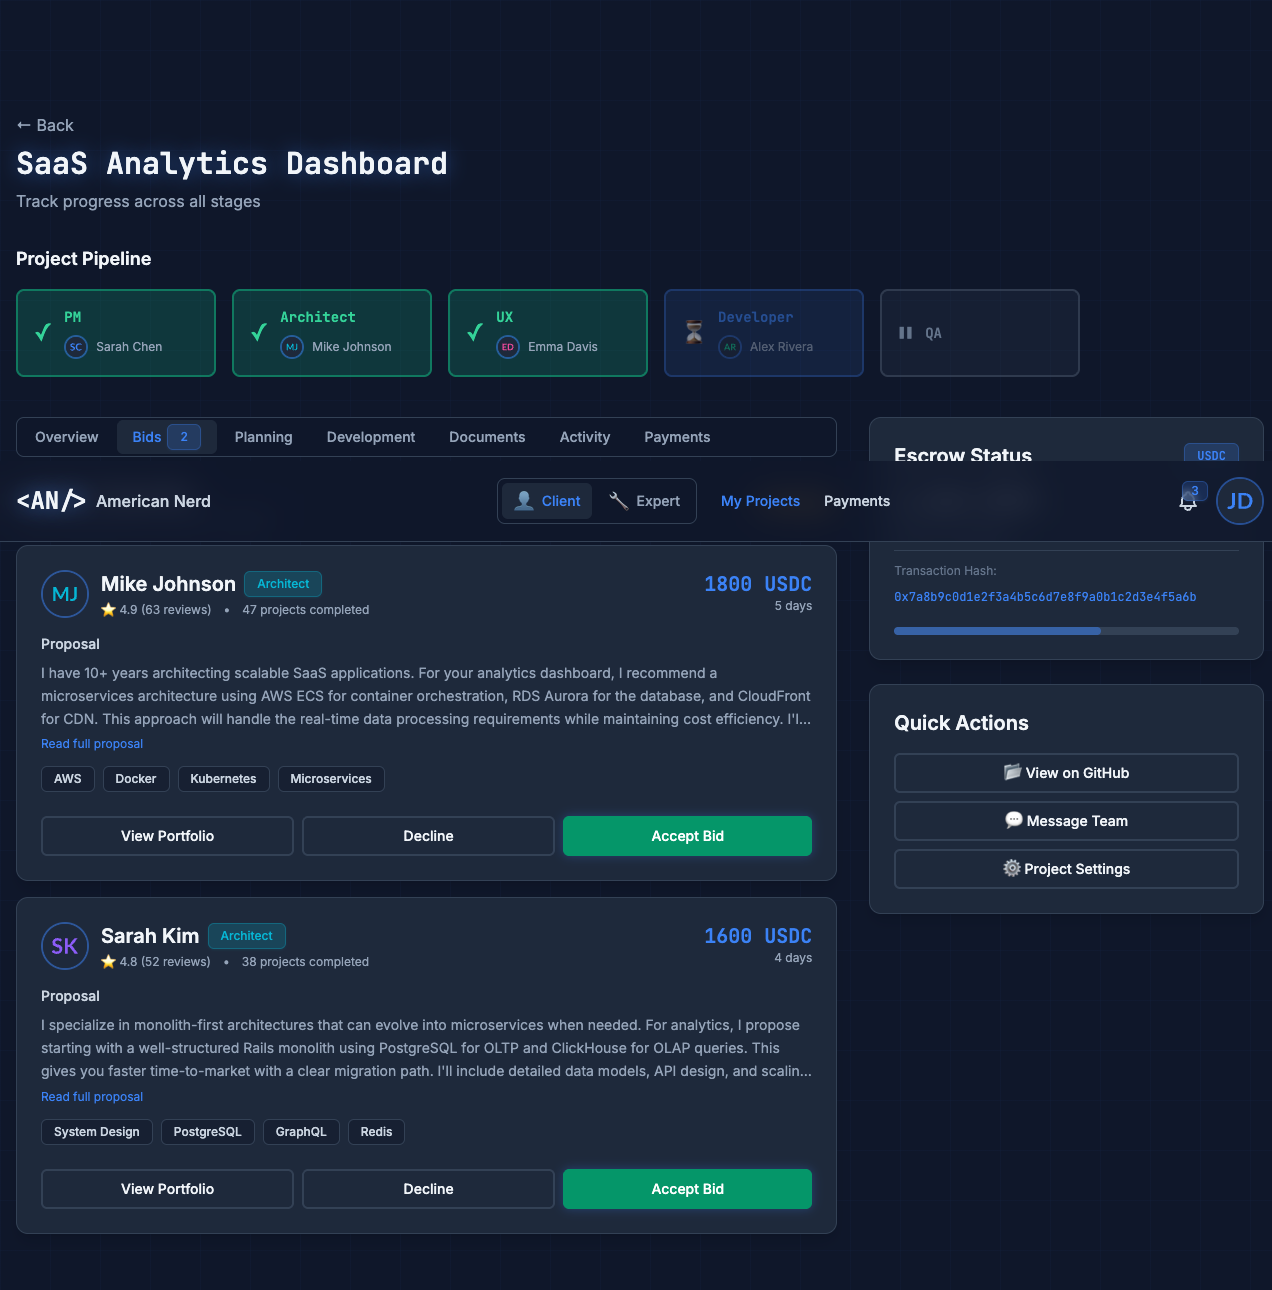 ← Back
SaaS Analytics Dashboard
Track progress across all stages
Project Pipeline
PM
SC Sarah Chen
Architect
MJ Mike Johnson
UX
ED Emma Davis
Developer
AR Alex Rivera
QA
Overview Bids 2 Planning Development Documents Activity Payments
Escrow Status USDC
<AN/> American Nerd
Client Expert My Projects Payments
3
JD
MJ Mike Johnson Architect
4.9 (63 reviews) • 47 projects completed
1800 USDC
5 days
Proposal
I have 10+ years architecting scalable SaaS applications. For your analytics dashboard, I recommend a
microservices architecture using AWS ECS for container orchestration, RDS Aurora for the database, and CloudFront
for CDN. This approach will handle the real-time data processing requirements while maintaining cost efficiency. I'l...
Read full proposal
AWS Docker Kubernetes Microservices
View Portfolio Decline Accept Bid
SK Sarah Kim Architect
4.8 (52 reviews) • 38 projects completed
1600 USDC
4 days
Proposal
I specialize in monolith-first architectures that can evolve into microservices when needed. For analytics, I propose
starting with a well-structured Rails monolith using PostgreSQL for OLTP and ClickHouse for OLAP queries. This
gives you faster time-to-market with a clear migration path. I'll include detailed data models, API design, and scalin...
Read full proposal
System Design PostgreSQL GraphQL Redis
View Portfolio Decline Accept Bid
Transaction Hash:
0x7a8b9c0d1e2f3a4b5c6d7e8f9a0b1c2d3e4f5a6b
Quick Actions
View on GitHub
Message Team
Project Settings